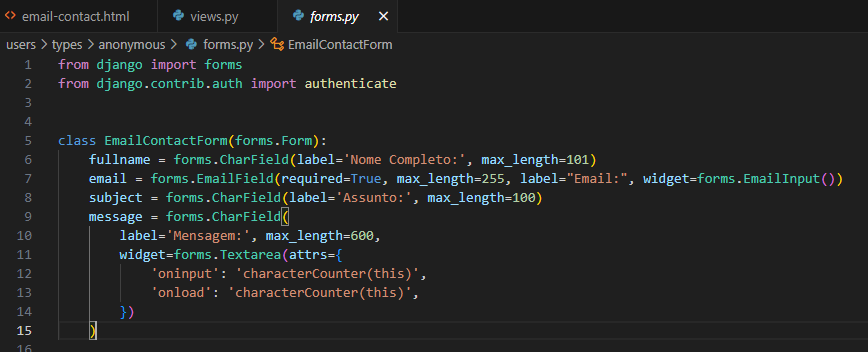 email-contact.html views.py forms.py
users > types > anonymous > forms.py > EmailContactForm
1 from django import forms
2 from django.contrib.auth import authenticate
3
4
5 class EmailContactForm(forms.Form):
6     fullname = forms.CharField(label='Nome Completo:', max_length=101)
7     email = forms.EmailField(required=True, max_length=255, label="Email:", widget=forms.EmailInput())
8     subject = forms.CharField(label='Assunto:', max_length=100)
9     message = forms.CharField(
10         label='Mensagem:', max_length=600,
11         widget=forms.Textarea(attrs={
12             'oninput': 'characterCounter(this)',
13             'onload': 'characterCounter(this)',
14         })
15     )
16